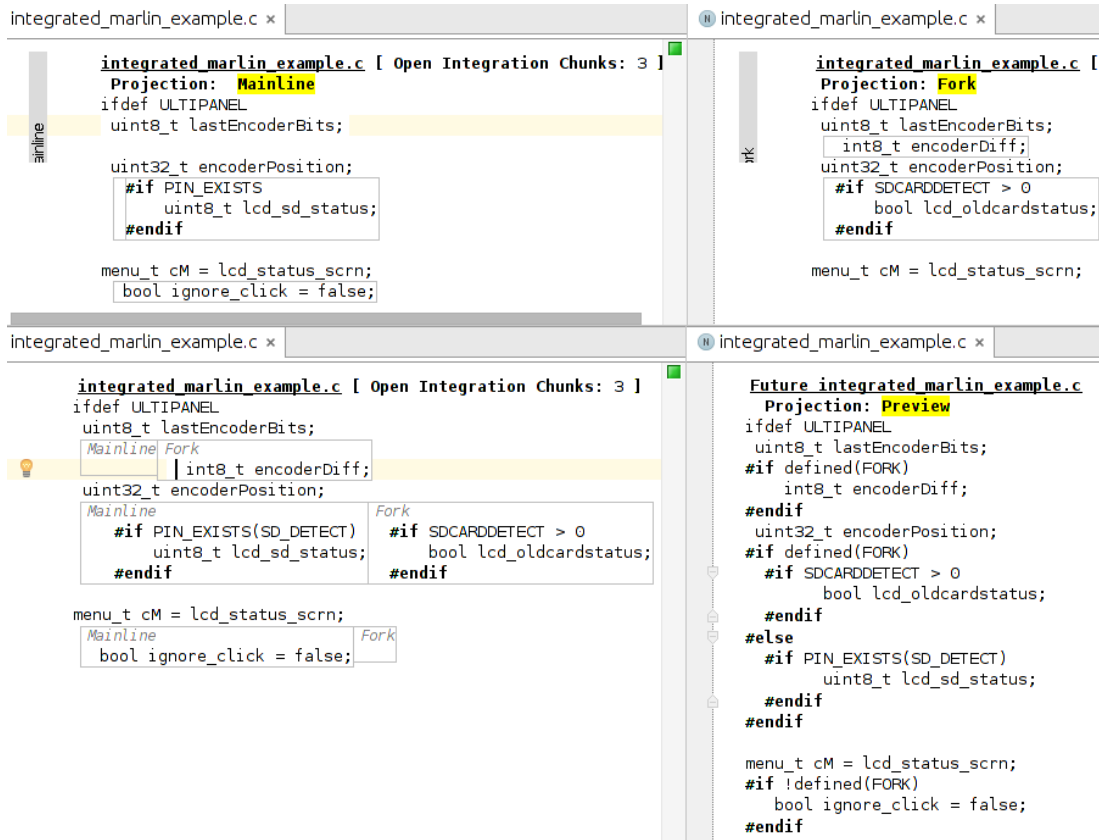 integrated_marlin_example.c ×
integrated_marlin_example.c [ Open Integration Chunks: 3 ]
Projection: Mainline
ainline
ifdef ULTIPANEL
uint8_t lastEncoderBits;
uint32_t encoderPosition;
#if PIN_EXISTS
uint8_t lcd_sd_status;
#endif
menu_t cM = lcd_status_scrn;
bool ignore_click = false;
N integrated_marlin_example.c ×
integrated_marlin_example.c [
Projection: Fork
ork
ifdef ULTIPANEL
uint8_t lastEncoderBits;
int8_t encoderDiff;
uint32_t encoderPosition;
#if SDCARDDETECT > 0
bool lcd_oldcardstatus;
#endif
menu_t cM = lcd_status_scrn;
integrated_marlin_example.c ×
integrated_marlin_example.c [ Open Integration Chunks: 3 ]
ifdef ULTIPANEL
uint8_t lastEncoderBits;
Mainline Fork
int8_t encoderDiff;
uint32_t encoderPosition;
Mainline Fork
#if PIN_EXISTS(SD_DETECT) #if SDCARDDETECT > 0
uint8_t lcd_sd_status; bool lcd_oldcardstatus;
#endif #endif
menu_t cM = lcd_status_scrn;
Mainline Fork
bool ignore_click = false;
N integrated_marlin_example.c ×
Future integrated_marlin_example.c
Projection: Preview
ifdef ULTIPANEL
uint8_t lastEncoderBits;
#if defined(FORK)
int8_t encoderDiff;
#endif
uint32_t encoderPosition;
#if defined(FORK)
#if SDCARDDETECT > 0
bool lcd_oldcardstatus;
#endif
#else
#if PIN_EXISTS(SD_DETECT)
uint8_t lcd_sd_status;
#endif
#endif
menu_t cM = lcd_status_scrn;
#if !defined(FORK)
bool ignore_click = false;
#endif